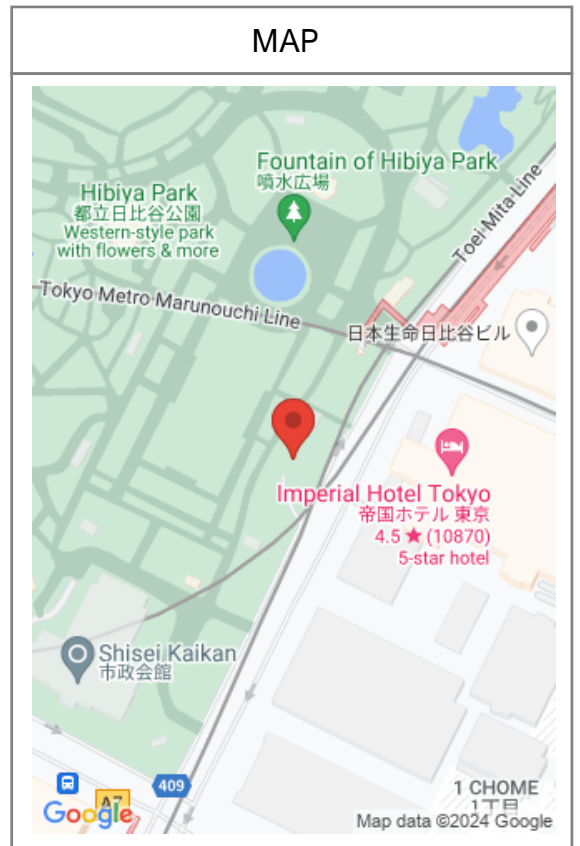 MAP
Fountain of Hibiya Park
噴水広場
Hibiya Park
都立日比谷公園
Western-style park
with flowers & more
Toei Mita Line
Tokyo Metro Marunouchi Line
日本生命日比谷ビル
Imperial Hotel Tokyo
帝国ホテル 東京
4.5 ★ (10870)
5-star hotel
Shisei Kaikan
市政会館
409
1 CHOME
1丁目
Google
Map data ©2024 Google